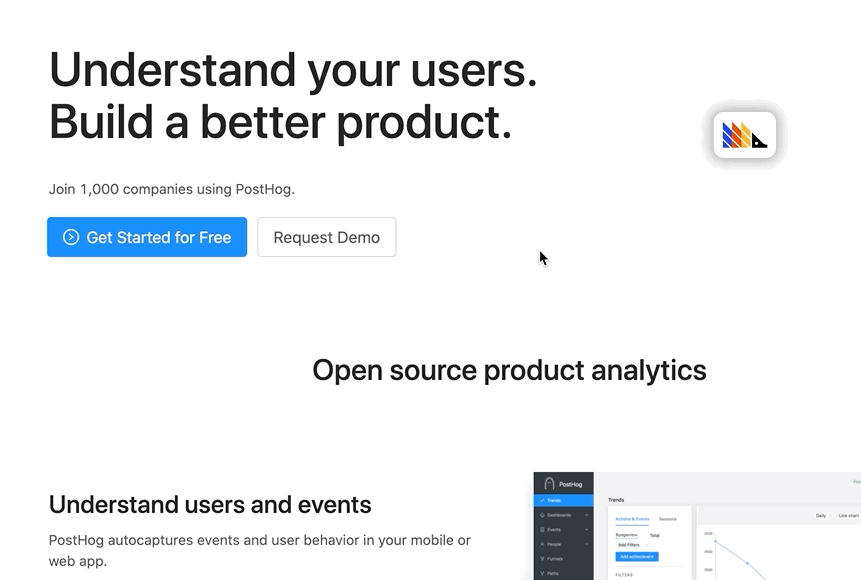 Understand your users.
Build a better product.
Join 1,000 companies using PostHog.
Get Started for Free
Request Demo
Open source product analytics
Understand users and events
PostHog autocaptures events and user behavior in your mobile or
web app.
PostHog
Trends
Dashboards
Events
People
Funnels
Paths
Trends
Actions & Events
Sessions
$pageview
Total
Add Filters
Add action/event
FILTERS
Daily
Line chart